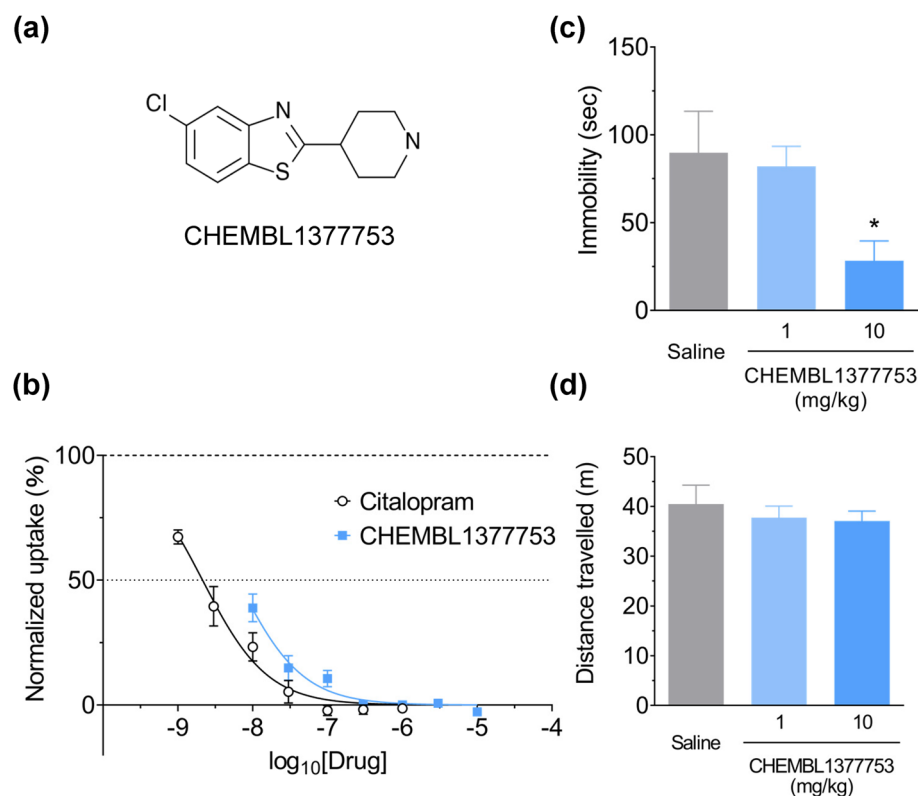 (a)
Cl
N
S
N
CHEMBL1377753
(b)
Normalized uptake (%)
100
50
0
Citalopram
CHEMBL1377753
-9
-8
-7
-6
-5
-4
log10[Drug]
(c)
Immobility (sec)
150
100
50
0
*
Saline
1
10
CHEMBL1377753
(mg/kg)
(d)
Distance travelled (m)
50
40
30
20
10
0
Saline
1
10
CHEMBL1377753
(mg/kg)